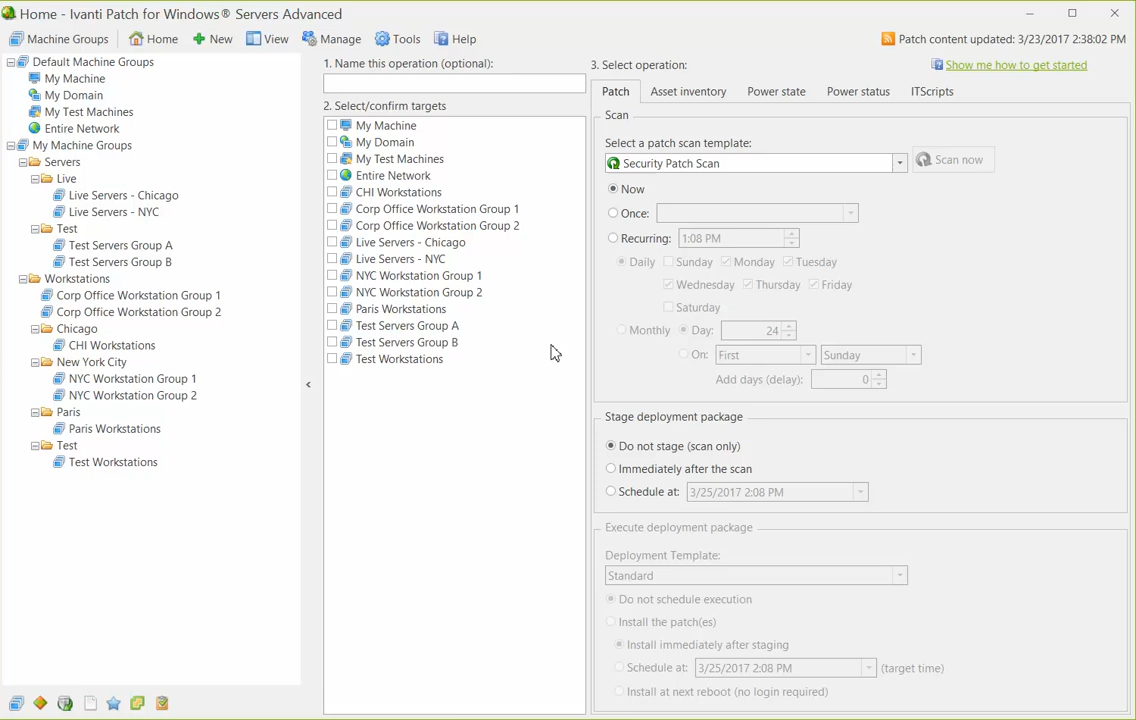 Home - Ivanti Patch for Windows® Servers Advanced
Machine Groups Home New View Manage Tools Help Patch content updated: 3/23/2017 2:38:02 PM
Default Machine Groups
My Machine
My Domain
My Test Machines
Entire Network
My Machine Groups
Servers
Live
Live Servers - Chicago
Live Servers - NYC
Test
Test Servers Group A
Test Servers Group B
Workstations
Corp Office Workstation Group 1
Corp Office Workstation Group 2
Chicago
CHI Workstations
New York City
NYC Workstation Group 1
NYC Workstation Group 2
Paris
Paris Workstations
Test
Test Workstations
1. Name this operation (optional):
2. Select/confirm targets
My Machine
My Domain
My Test Machines
Entire Network
CHI Workstations
Corp Office Workstation Group 1
Corp Office Workstation Group 2
Live Servers - Chicago
Live Servers - NYC
NYC Workstation Group 1
NYC Workstation Group 2
Paris Workstations
Test Servers Group A
Test Servers Group B
Test Workstations
3. Select operation:
Show me how to get started
Patch Asset inventory Power state Power status ITScripts
Scan
Select a patch scan template:
Security Patch Scan Scan now
Now
Once:
Recurring: 1:08 PM
Daily Sunday Monday Tuesday
Wednesday Thursday Friday
Saturday
Monthly Day: 24
On: First Sunday
Add days (delay): 0
Stage deployment package
Do not stage (scan only)
Immediately after the scan
Schedule at: 3/25/2017 2:08 PM
Execute deployment package
Deployment Template:
Standard
Do not schedule execution
Install the patch(es)
Install immediately after staging
Schedule at: 3/25/2017 2:08 PM (target time)
Install at next reboot (no login required)